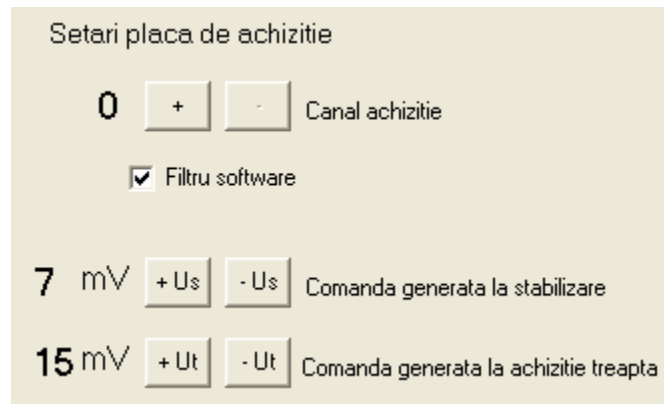 Setari placa de achizitie
0 + - Canal achizitie
Filtru software
7 mV + Us - Us Comanda generata la stabilizare
15 mV + Ut - Ut Comanda generata la achizitie treapta